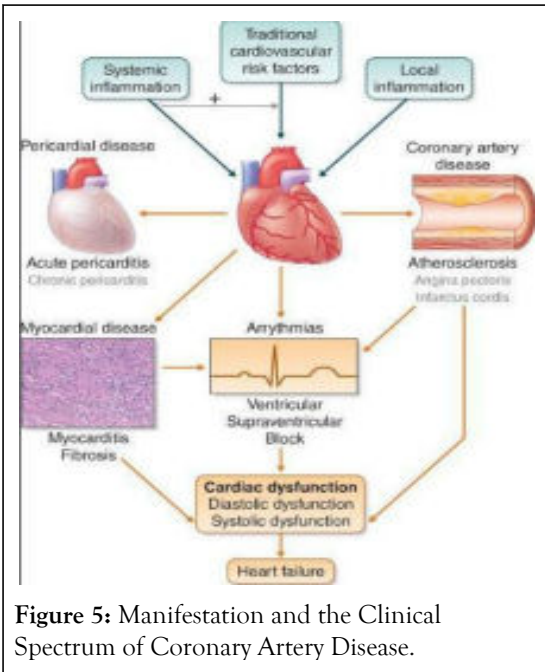 Traditional
cardiovascular
risk factors
Systemic
inflammation
Local
inflammation
+
Pericardial disease
Coronary artery
disease
Acute pericarditis
Chronic pericarditis
Atherosclerosis
Angina pectoris
Infarctus cordis
Myocardial disease
Arrythmias
Myocarditis
Fibrosis
Ventricular
Supraventricular
Block
Cardiac dysfunction
Diastolic dysfunction
Systolic dysfunction
Heart failure
Figure 5: Manifestation and the Clinical
Spectrum of Coronary Artery Disease.